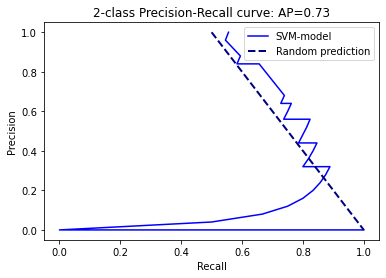 2-class Precision-Recall curve: AP=0.73
SVM-model
Random prediction
Precision
1.0
0.8
0.6
0.4
0.2
0.0
0.0 0.2 0.4 0.6 0.8 1.0
Recall